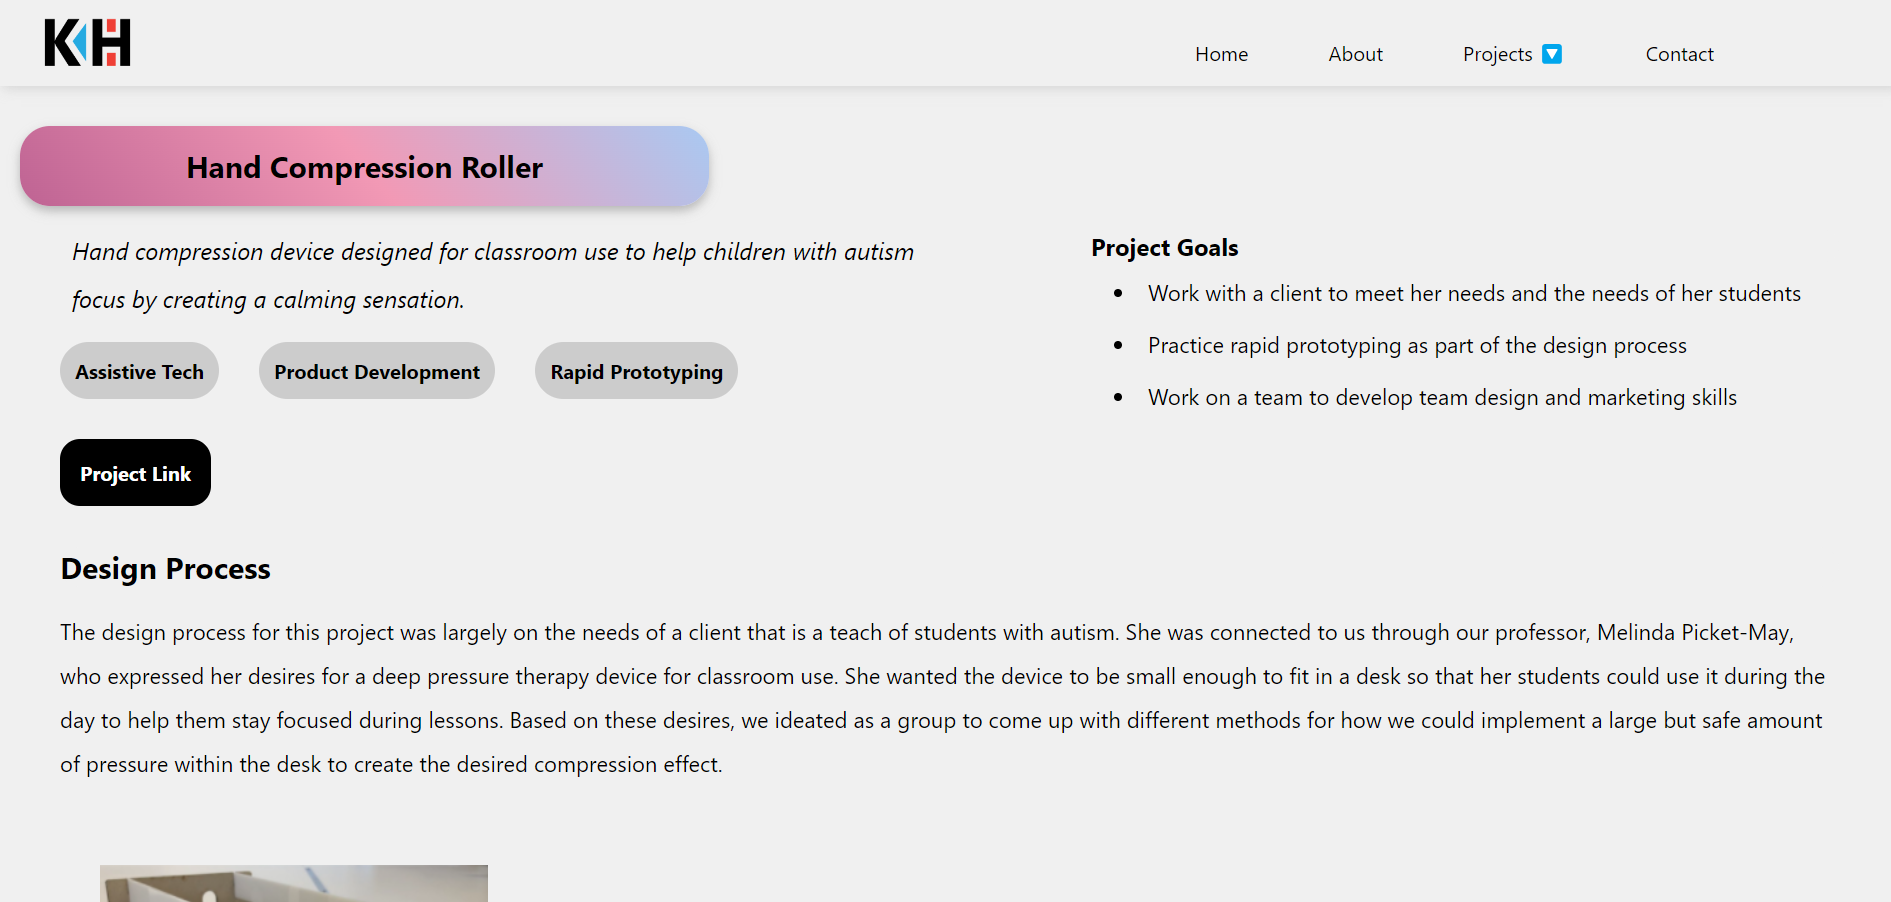 KH
Home
About
Projects
Contact
Hand Compression Roller
Hand compression device designed for classroom use to help children with autism
focus by creating a calming sensation.
Assistive Tech
Product Development
Rapid Prototyping
Project Link
Project Goals
Work with a client to meet her needs and the needs of her students
Practice rapid prototyping as part of the design process
Work on a team to develop team design and marketing skills
Design Process
The design process for this project was largely on the needs of a client that is a teach of students with autism. She was connected to us through our professor, Melinda Picket-May,
who expressed her desires for a deep pressure therapy device for classroom use. She wanted the device to be small enough to fit in a desk so that her students could use it during the
day to help them stay focused during lessons. Based on these desires, we ideated as a group to come up with different methods for how we could implement a large but safe amount
of pressure within the desk to create the desired compression effect.